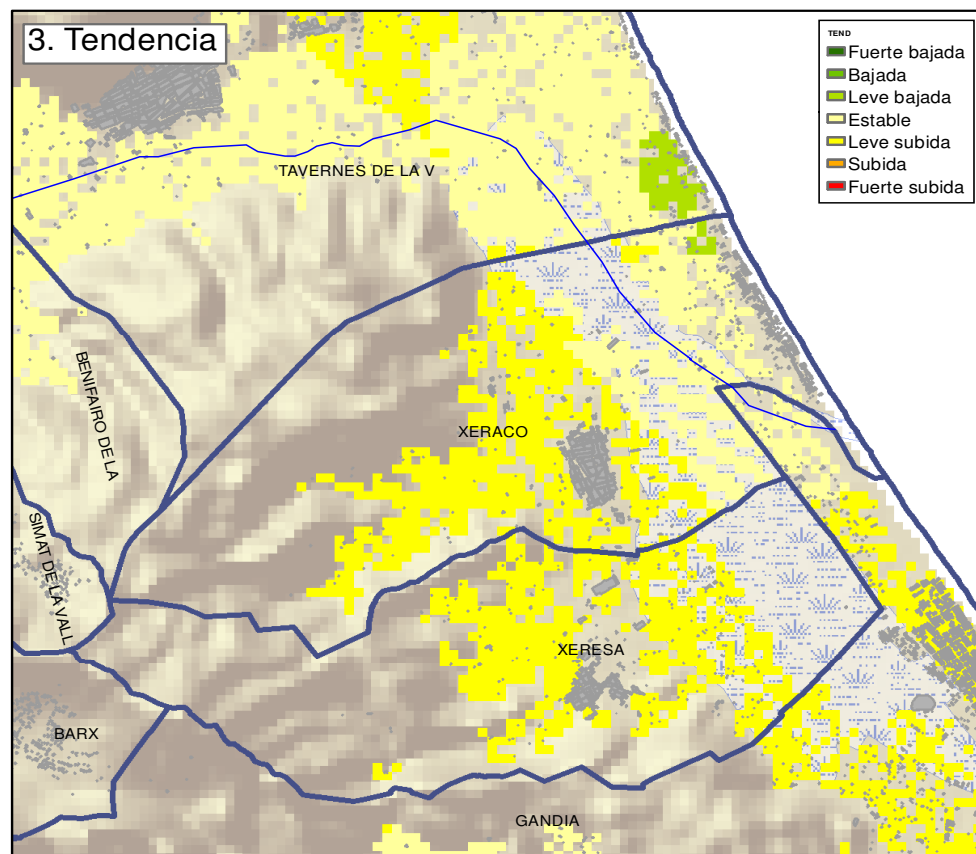 3. Tendencia
TEND
Fuerte bajada
Bajada
Leve bajada
Estable
Leve subida
Subida
Fuerte subida
TAVERNES DE LA V
BENIFAIRO DE LA
XERACO
SIMAT DE LA VALL
XERESA
BARX
GANDIA